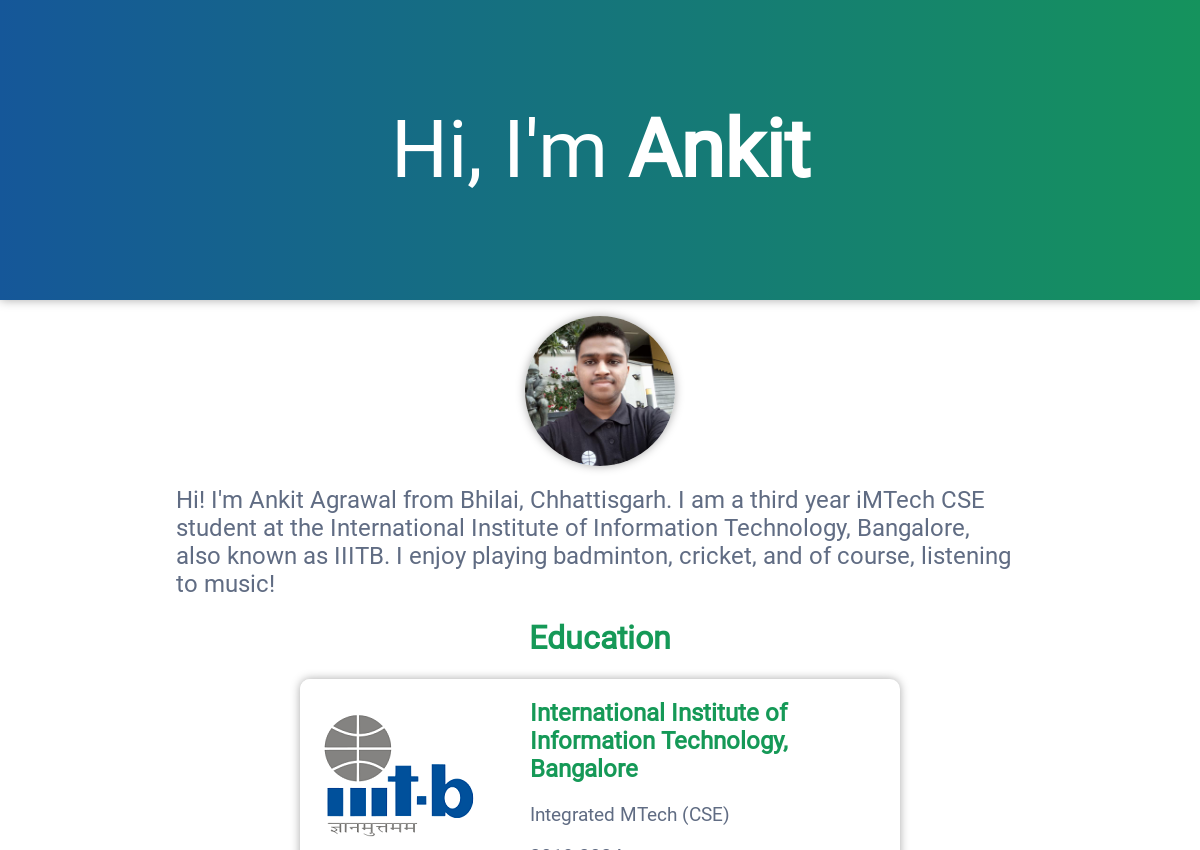 Hi, I'm Ankit
Hi! I'm Ankit Agrawal from Bhilai, Chhattisgarh. I am a third year iMTech CSE
student at the International Institute of Information Technology, Bangalore,
also known as IIITB. I enjoy playing badminton, cricket, and of course, listening
to music!
Education
International Institute of
Information Technology,
Bangalore
iiit-b
ज्ञानमुत्तमम
Integrated MTech (CSE)